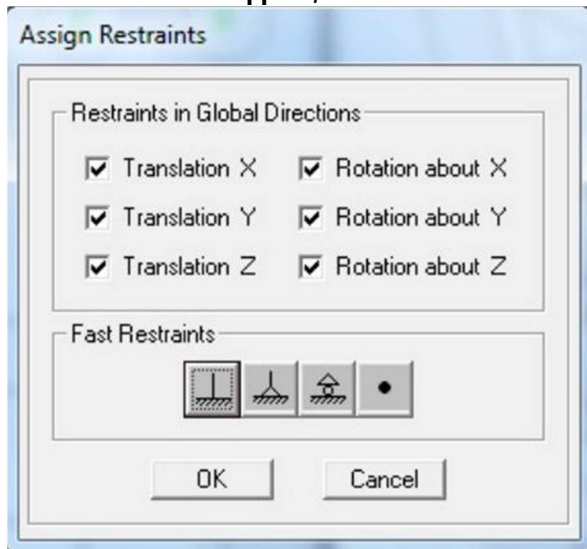 Assign Restraints
Restraints in Global Directions
Translation X Rotation about X
Translation Y Rotation about Y
Translation Z Rotation about Z
Fast Restraints
OK Cancel